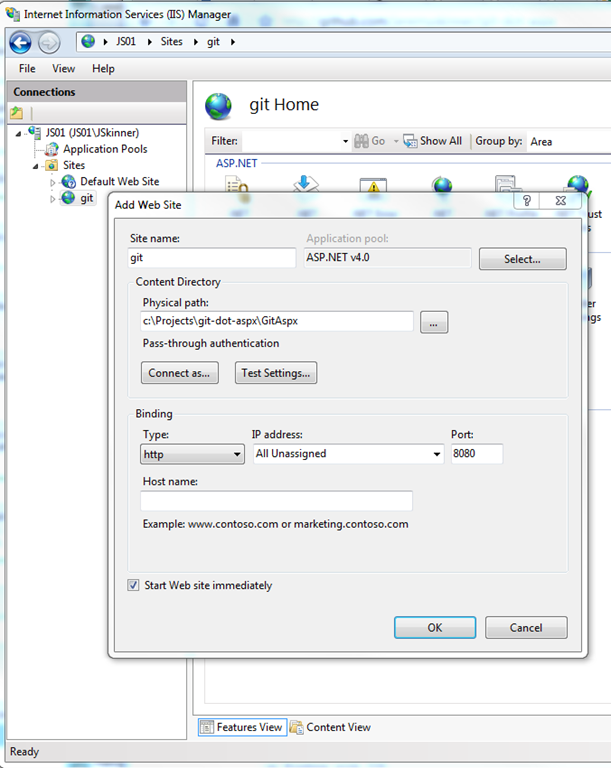 Internet Information Services (IIS) Manager
JS01 Sites git
File View Help
Connections
JS01 (JS01\JSkinner)
Application Pools
Sites
Default Web Site
git
git Home
Filter: Go Show All Group by: Area
ASP.NET
Add Web Site
Site name:
git
Application pool:
ASP.NET v4.0
Select...
Content Directory
Physical path:
c:\Projects\git-dot-aspx\GitAspx
...
Pass-through authentication
Connect as... Test Settings...
Binding
Type: IP address: Port:
http All Unassigned 8080
Host name:
Example: www.contoso.com or marketing.contoso.com
Start Web site immediately
OK Cancel
Features View Content View
Ready